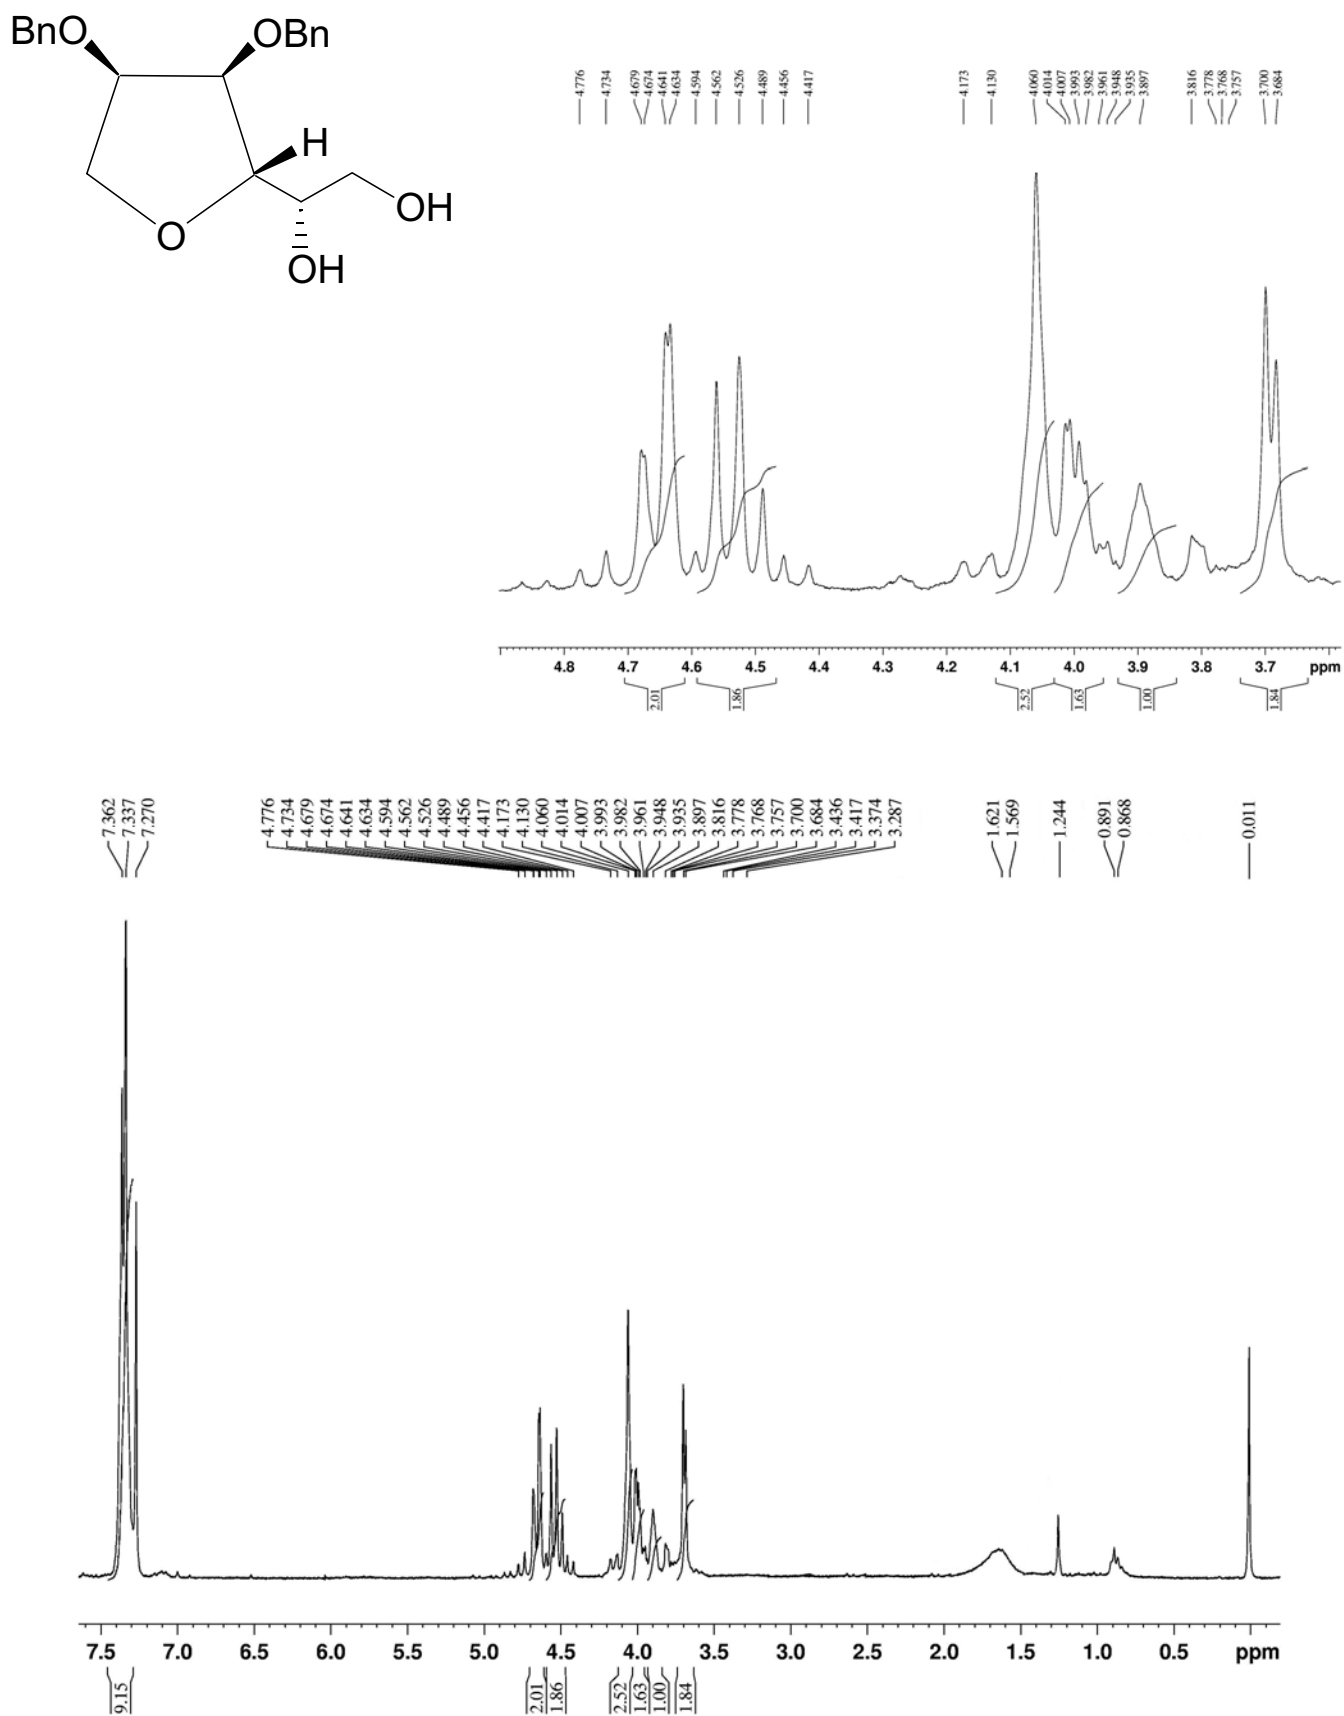 BnO OBn
H
OH
O
OH
4.776 4.734 4.679 4.674 4.641 4.634 4.594 4.562 4.526 4.489 4.456 4.417 4.173 4.130 4.060 4.014 4.007 3.993 3.982 3.961 3.948 3.935 3.897 3.816 3.778 3.768 3.757 3.700 3.684
4.8 4.7 4.6 4.5 4.4 4.3 4.2 4.1 4.0 3.9 3.8 3.7 ppm
2.01 1.86 2.52 1.63 1.00 1.84
7.362 7.337 7.270 4.776 4.734 4.679 4.674 4.641 4.634 4.594 4.562 4.526 4.489 4.456 4.417 4.173 4.130 4.060 4.014 4.007 3.993 3.982 3.961 3.948 3.935 3.897 3.816 3.778 3.768 3.757 3.700 3.684 3.436 3.417 3.374 3.287 1.621 1.569 1.244 0.891 0.868 0.011
7.5 7.0 6.5 6.0 5.5 5.0 4.5 4.0 3.5 3.0 2.5 2.0 1.5 1.0 0.5 ppm
9.15 2.01 1.86 2.52 1.63 1.00 1.84